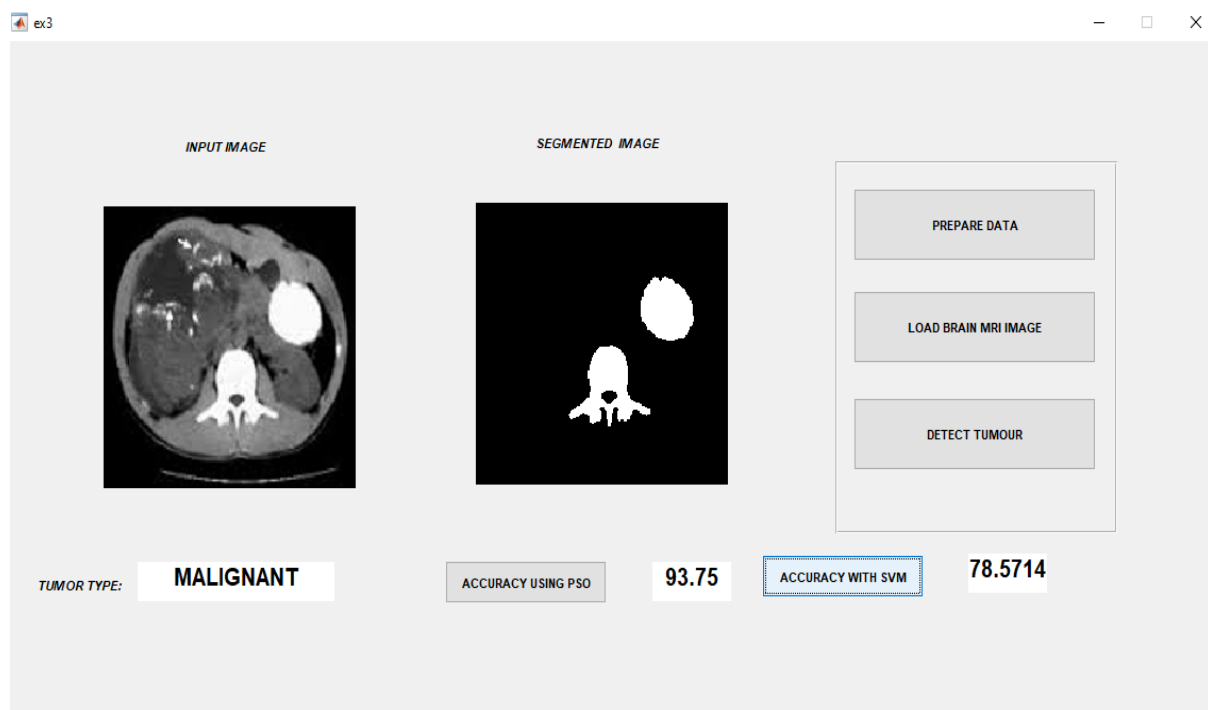 ex3
INPUT IMAGE
SEGMENTED IMAGE
PREPARE DATA
LOAD BRAIN MRI IMAGE
DETECT TUMOUR
TUMOR TYPE:
MALIGNANT
ACCURACY USING PSO
93.75
ACCURACY WITH SVM
78.5714